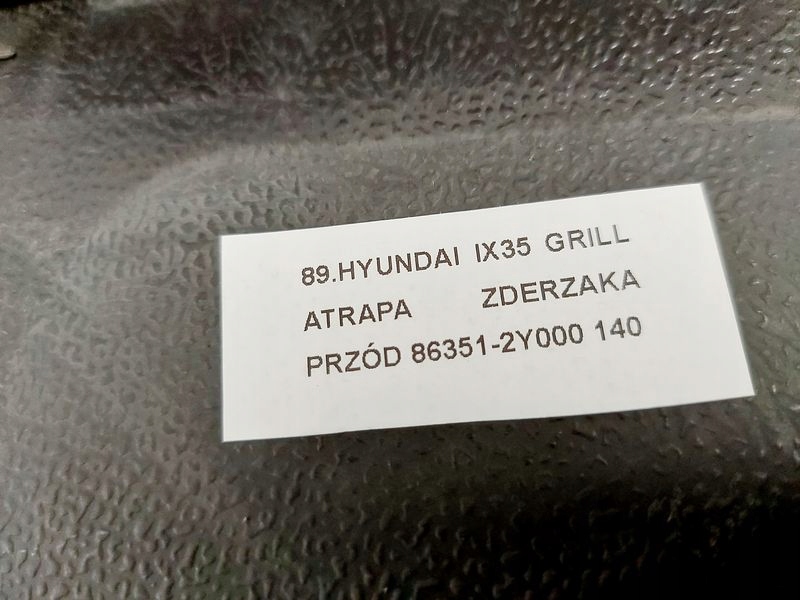 89.HYUNDAI IX35 GRILL
ATRAPA ZDERZAKA
PRZÓD 86351-2Y000 140